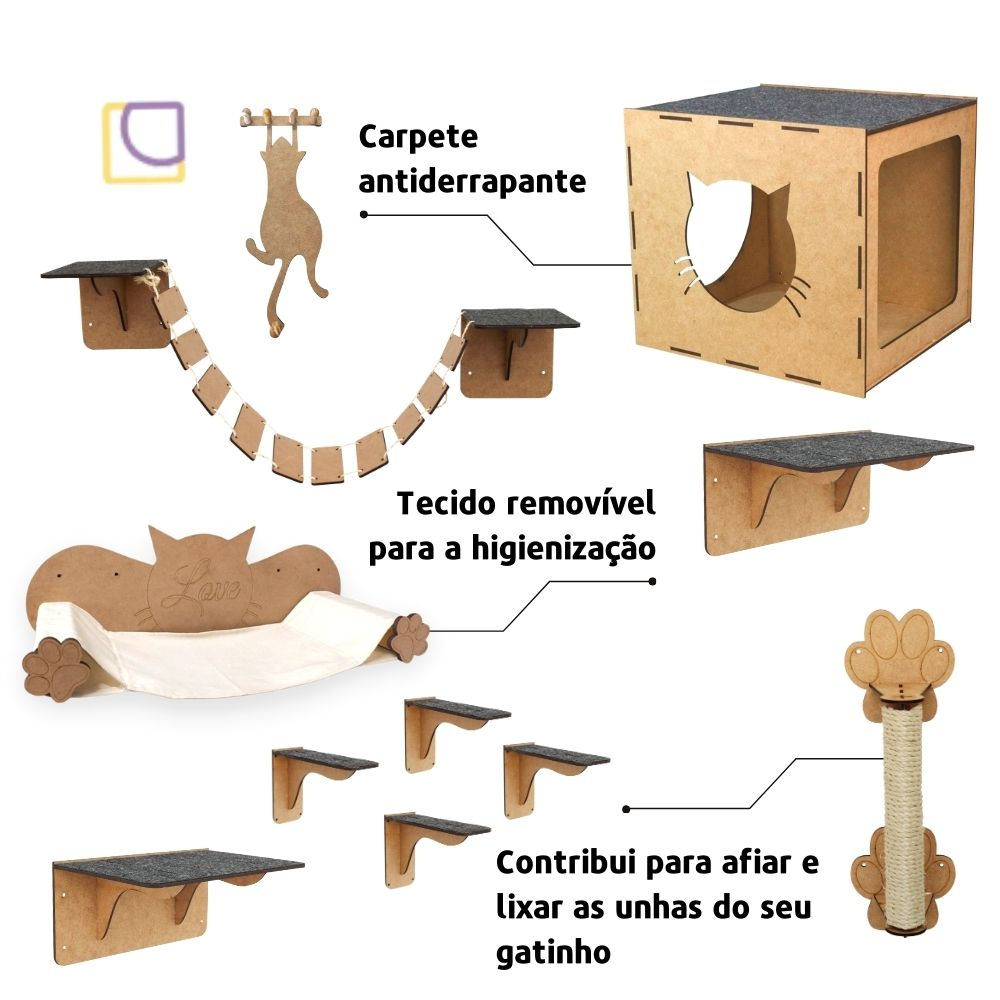 Carpete
antiderrapante
Tecido removível
para a higienização
Love
Contribui para afiar e
lixar as unhas do seu
gatinho